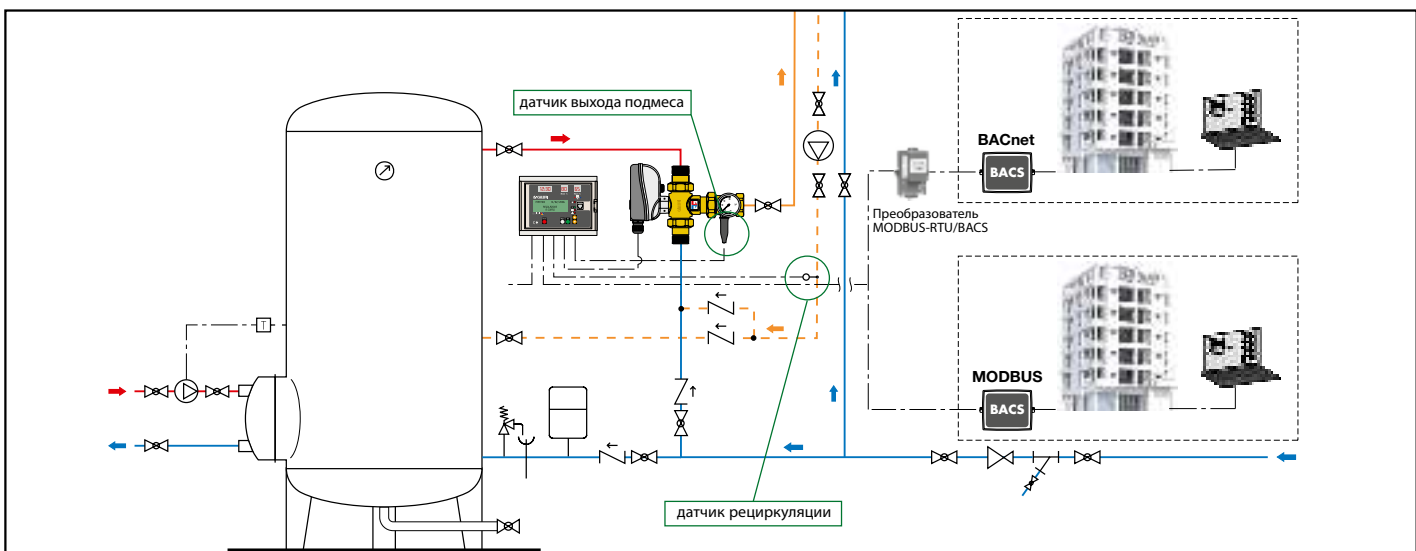 датчик выхода подмеса
BACnet
BACS
Преобразователь
MODBUS-RTU/BACS
T
MODBUS
BACS
датчик рециркуляции